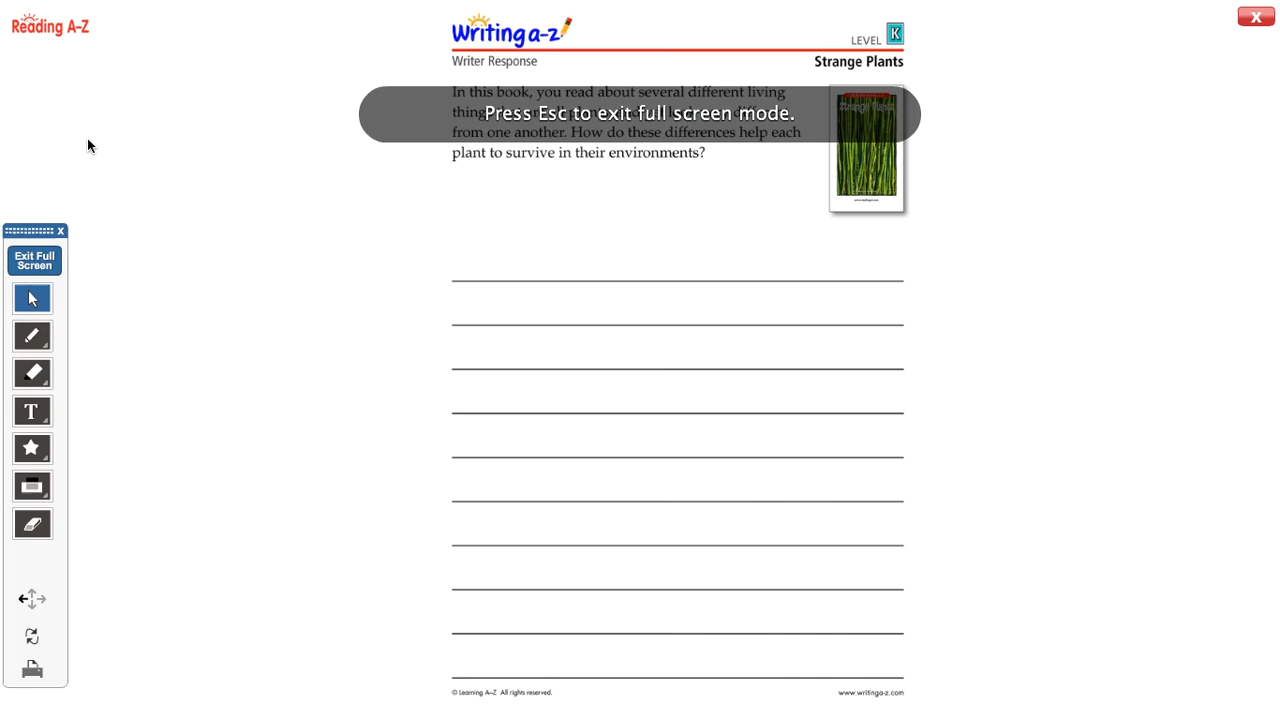 Reading A-Z
X
Writing a-z
LEVEL K
Writer Response
Strange Plants
In this book, you read about several different living
Press Esc to exit full screen mode.
from one another. How do these differences help each
plant to survive in their environments?
Strange Plants
X
Exit Full
Screen
T
© Learning A–Z All rights reserved.
www.writinga-z.com